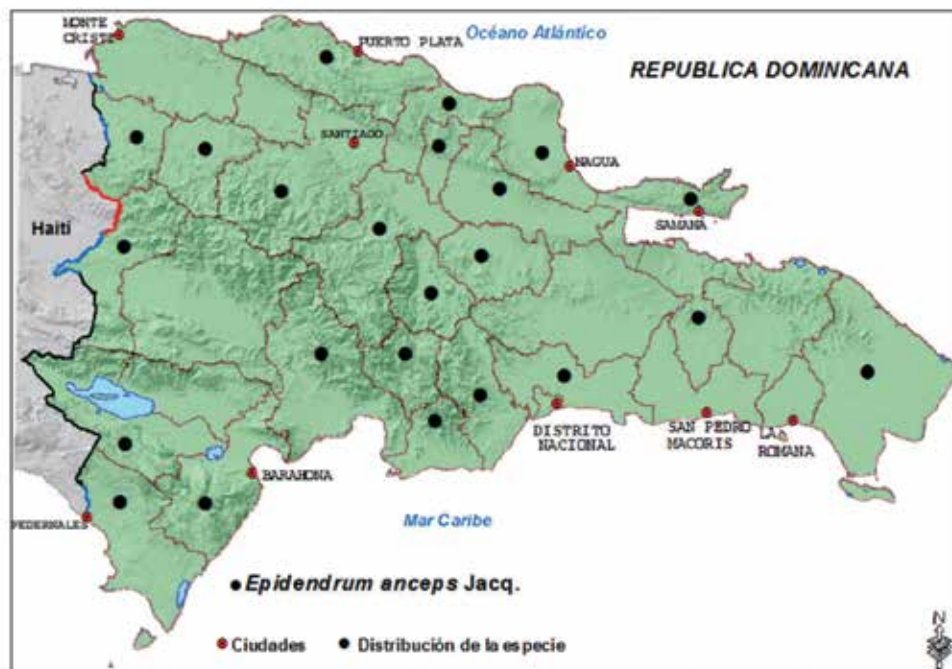 MONTE
CRISTI
PUERTO PLATA
Océano Atlántico
REPUBLICA DOMINICANA
SANTIAGO
NAGUA
SAMANA
Haití
DISTRITO
NACIONAL
SAN PEDRO
MACORIS
LA
ROMANA
BARAHONA
PEDERNALES
Mar Caribe
Epidendrum anceps Jacq.
Ciudades
Distribución de la especie
N